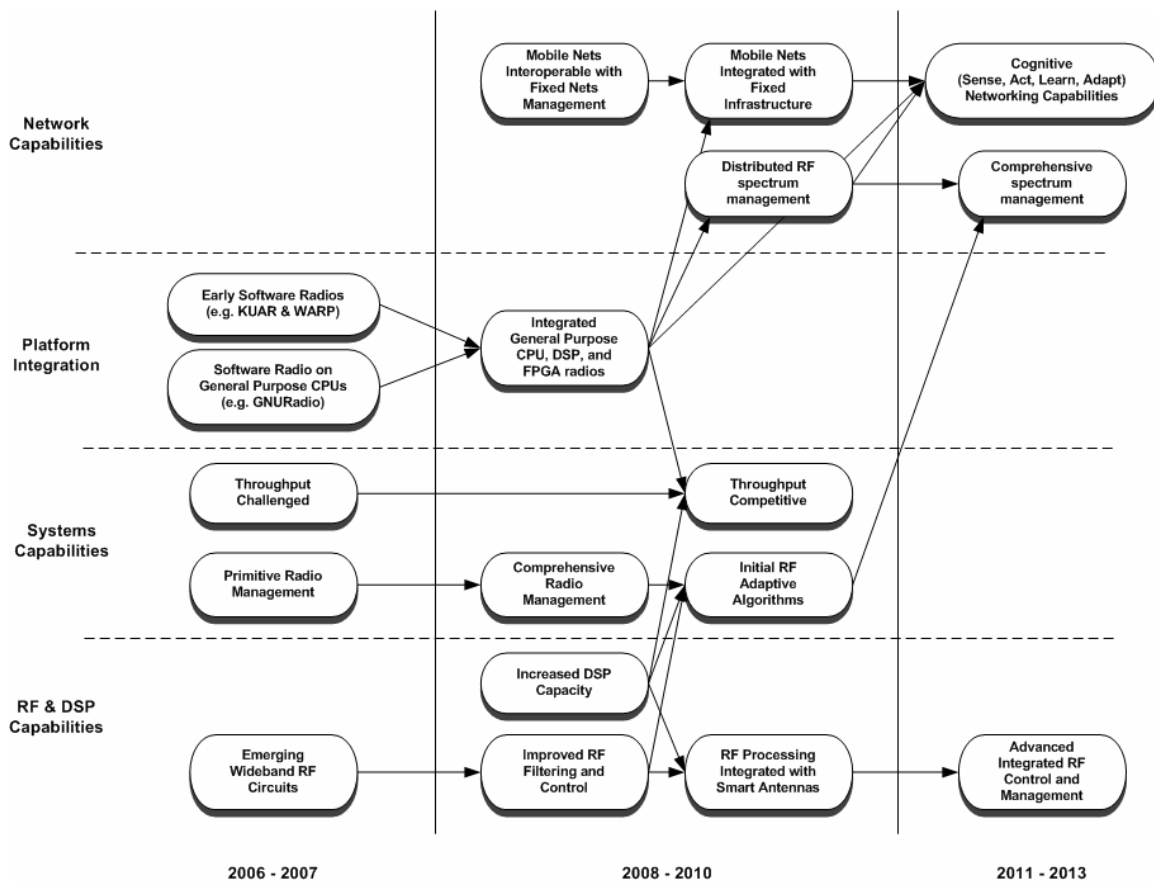 Mobile Nets
Interoperable with
Fixed Nets
Management
Mobile Nets
Integrated with
Fixed
Infrastructure
Cognitive
(Sense, Act, Learn, Adapt)
Networking Capabilities
Network
Capabilities
Distributed RF
spectrum
management
Comprehensive
spectrum
management
Early Software Radios
(e.g. KUAR & WARP)
Platform
Integration
Integrated
General Purpose
CPU, DSP, and
FPGA radios
Software Radio on
General Purpose CPUs
(e.g. GNURadio)
Throughput
Challenged
Throughput
Competitive
Systems
Capabilities
Primitive Radio
Management
Comprehensive
Radio
Management
Initial RF
Adaptive
Algorithms
Increased DSP
Capacity
RF & DSP
Capabilities
Emerging
Wideband RF
Circuits
Improved RF
Filtering and
Control
RF Processing
Integrated with
Smart Antennas
Advanced
Integrated RF
Control and
Management
2006 - 2007
2008 - 2010
2011 - 2013